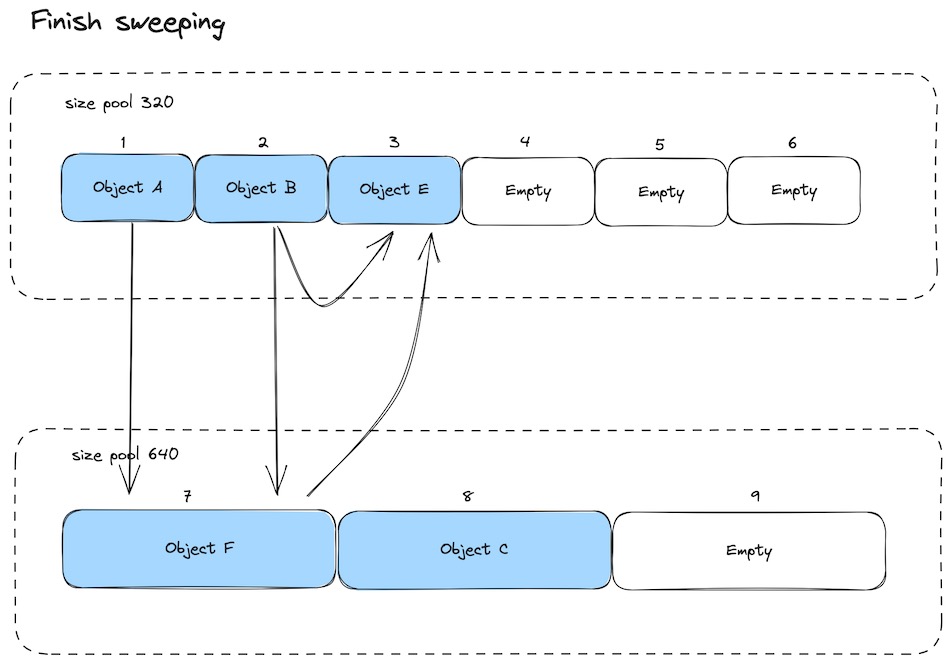 Finish sweeping
size pool 320
1 2 3 4 5 6
Object A Object B Object E Empty Empty Empty
size pool 640
7 8 9
Object F Object C Empty